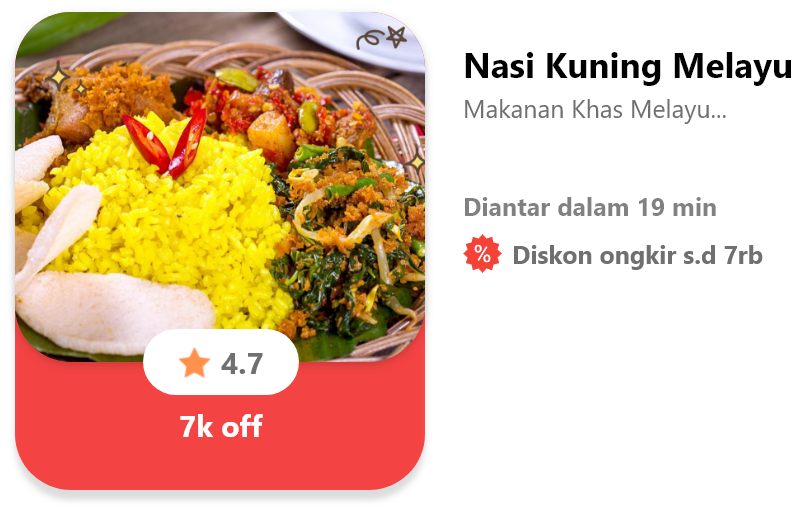 Nasi Kuning Melayu
Makanan Khas Melayu...
Diantar dalam 19 min
% Diskon ongkir s.d 7rb
4.7
7k off